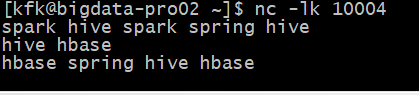 [kfk@bigdata-pro02 ~]$ nc -lk 10004
spark hive spark spring hive
hive hbase
hbase spring hive hbase